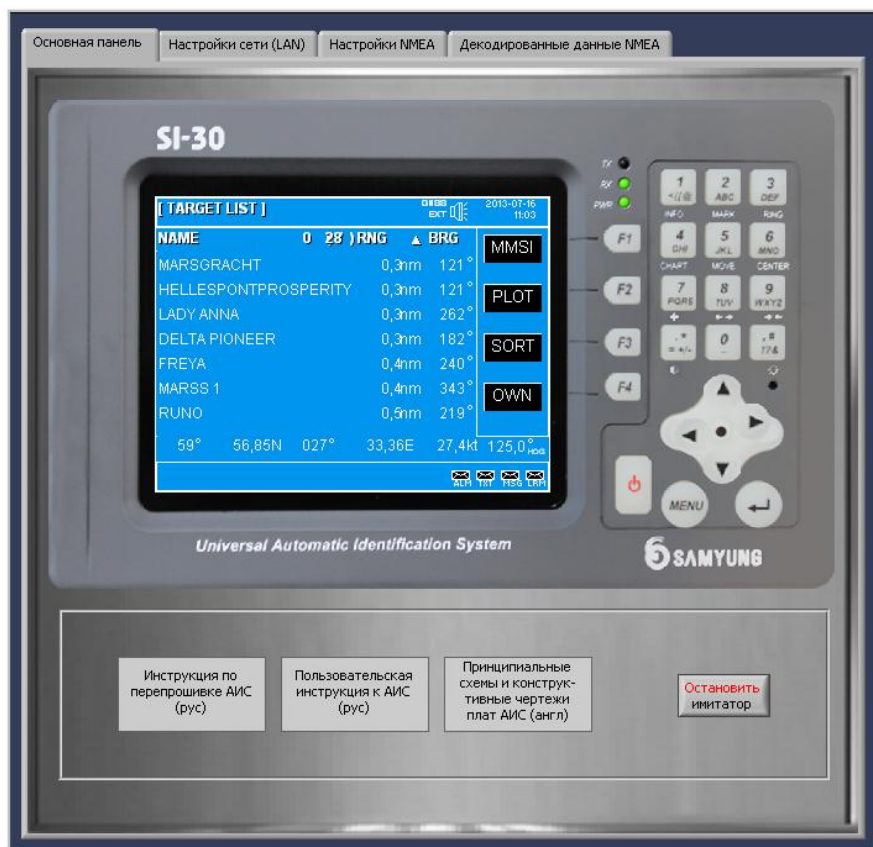 Основная панель
Настройки сети (LAN)
Настройки NMEA
Декодированные данные NMEA
SI-30
[ TARGET LIST ]
EXT
2013-07-16
11:03
NAME 0 28 ) RNG ▲ BRG
MARSGRACHT 0,3nm 121°
HELLESPONTPROSPERITY 0,3nm 121°
LADY ANNA 0,3nm 262°
DELTA PIONEER 0,3nm 182°
FREYA 0,4nm 240°
MARSS 1 0,4nm 343°
RUNO 0,5nm 219°
59° 56,85N 027° 33,36E 27,4kt 125,0°
MMSI
PLOT
SORT
OWN
ALM TXT MSG LRM
TX
RX
PWR
F1
F2
F3
F4
1 2 3
ABC DEF
INFO MARK RNG
4 5 6
GHI JKL MNO
CHART MOVE CENTER
7 8 9
PQRS TUV WXYZ
0
MENU
Universal Automatic Identification System
SAMYUNG
Инструкция по
перепрошивке АИС
(рус)
Пользовательская
инструкция к АИС
(рус)
Принципиальные
схемы и конструк-
тивные чертежи
плат АИС (англ)
Остановить
имитатор